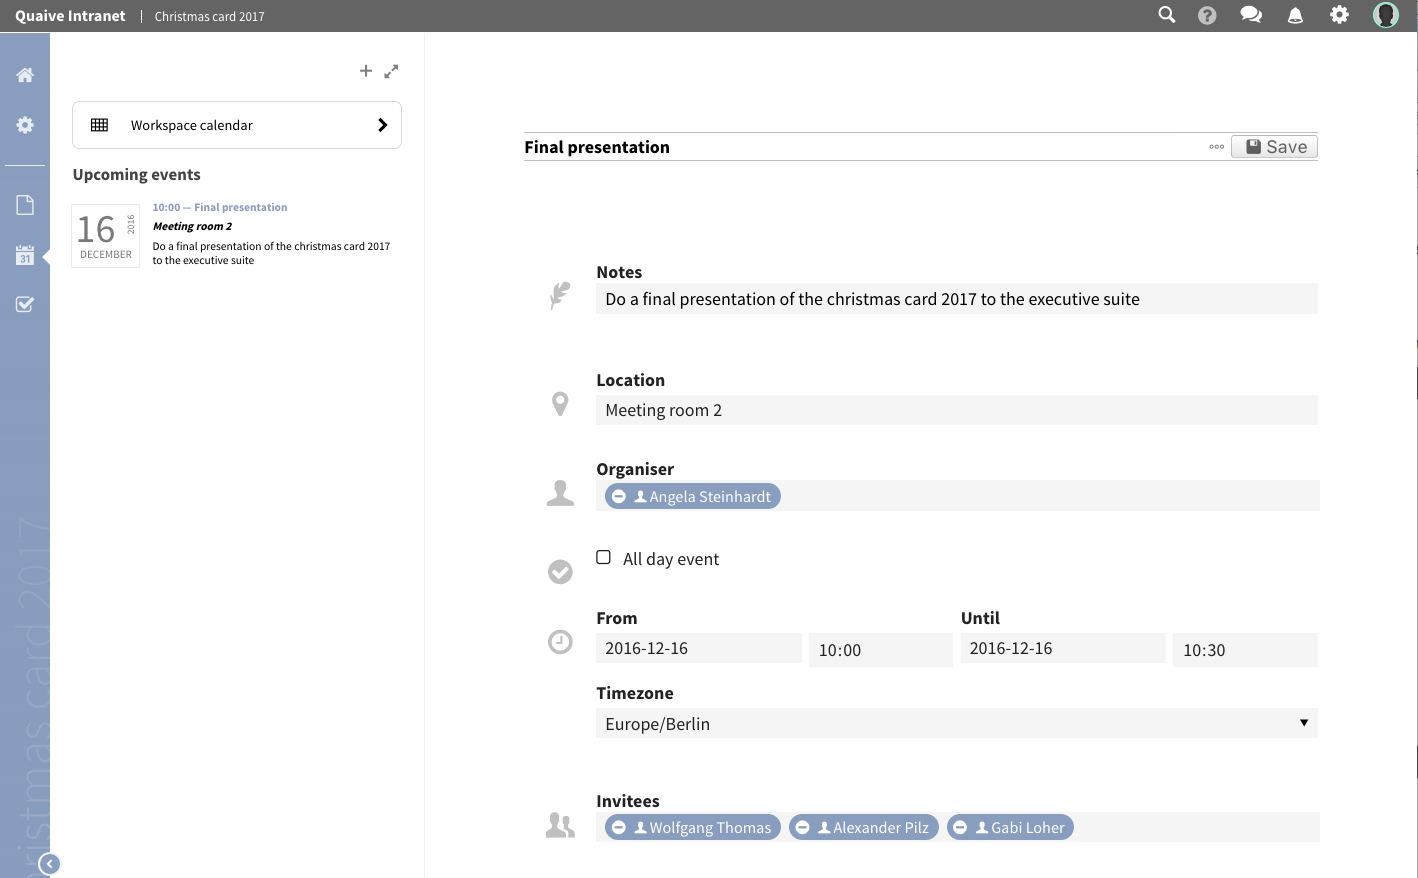 Quaive Intranet | Christmas card 2017
Workspace calendar
Upcoming events
16 2016
DECEMBER
10:00 — Final presentation
Meeting room 2
Do a final presentation of the christmas card 2017
to the executive suite
31
hristmas card 2017
Final presentation
Save
Notes
Do a final presentation of the christmas card 2017 to the executive suite
Location
Meeting room 2
Organiser
Angela Steinhardt
All day event
From Until
2016-12-16 10:00 2016-12-16 10:30
Timezone
Europe/Berlin
Invitees
Wolfgang Thomas Alexander Pilz Gabi Loher